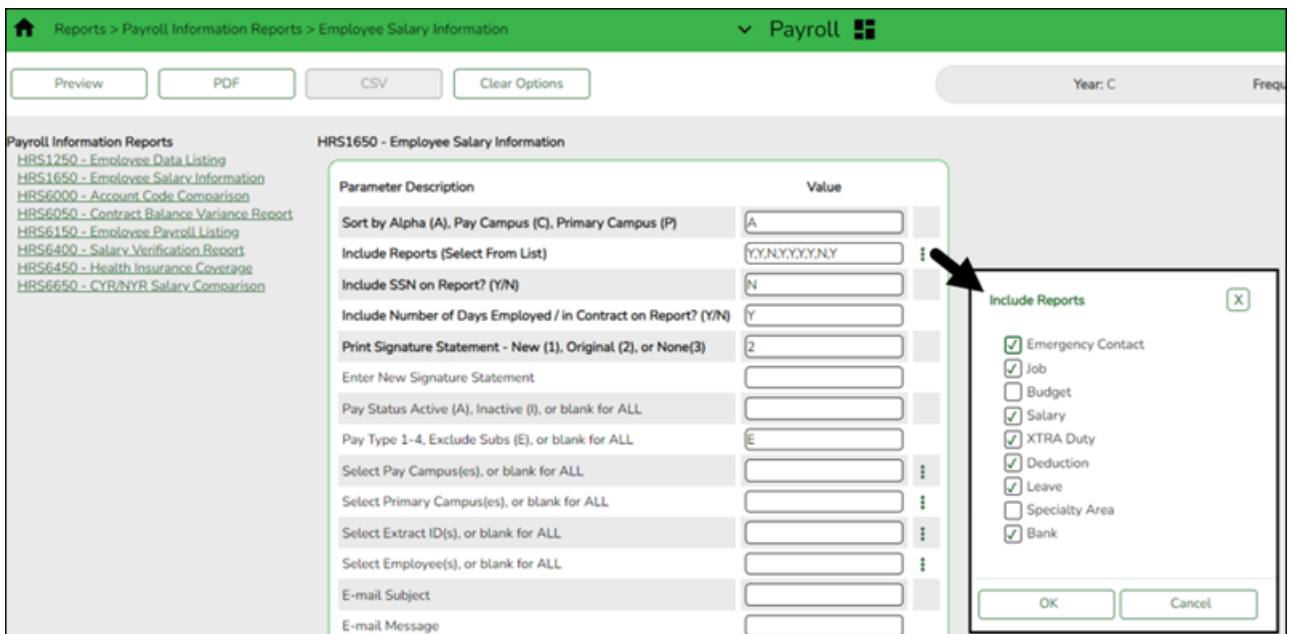 Reports > Payroll Information Reports > Employee Salary Information
Payroll
Preview
PDF
CSV
Clear Options
Year: C
Frequ
Payroll Information Reports
HRS1250 - Employee Data Listing
HRS1650 - Employee Salary Information
HRS6000 - Account Code Comparison
HRS6050 - Contract Balance Variance Report
HRS6150 - Employee Payroll Listing
HRS6400 - Salary Verification Report
HRS6450 - Health Insurance Coverage
HRS6650 - CYR/NYR Salary Comparison
HRS1650 - Employee Salary Information
Parameter Description Value
Sort by Alpha (A), Pay Campus (C), Primary Campus (P) A
Include Reports (Select From List) Y,Y,N,Y,Y,Y,Y,N,Y
Include SSN on Report? (Y/N) N
Include Number of Days Employed / in Contract on Report? (Y/N) Y
Print Signature Statement - New (1), Original (2), or None(3) 2
Enter New Signature Statement
Pay Status Active (A), Inactive (I), or blank for ALL
Pay Type 1-4, Exclude Subs (E), or blank for ALL E
Select Pay Campus(es), or blank for ALL
Select Primary Campus(es), or blank for ALL
Select Extract ID(s), or blank for ALL
Select Employee(s), or blank for ALL
E-mail Subject
E-mail Message
Include Reports X
Emergency Contact
Job
Budget
Salary
XTRA Duty
Deduction
Leave
Specialty Area
Bank
OK
Cancel